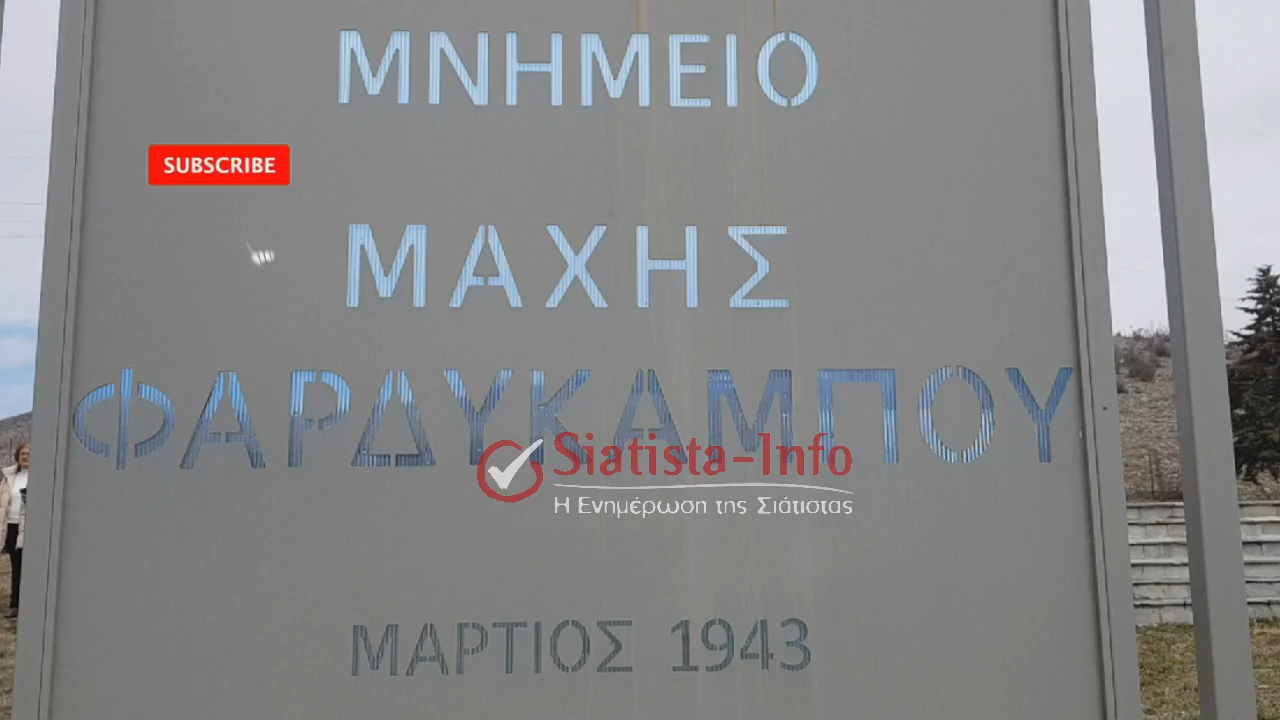 ΜΝΗΜΕΙΟ
SUBSCRIBE
ΜΑΧΗΣ
ΦΑΡΔΥΚΑΜΠΟΥ
Siatista-Info
Η Ενημέρωση της Σιάτιστας
ΜΑΡΤΙΟΣ 1943